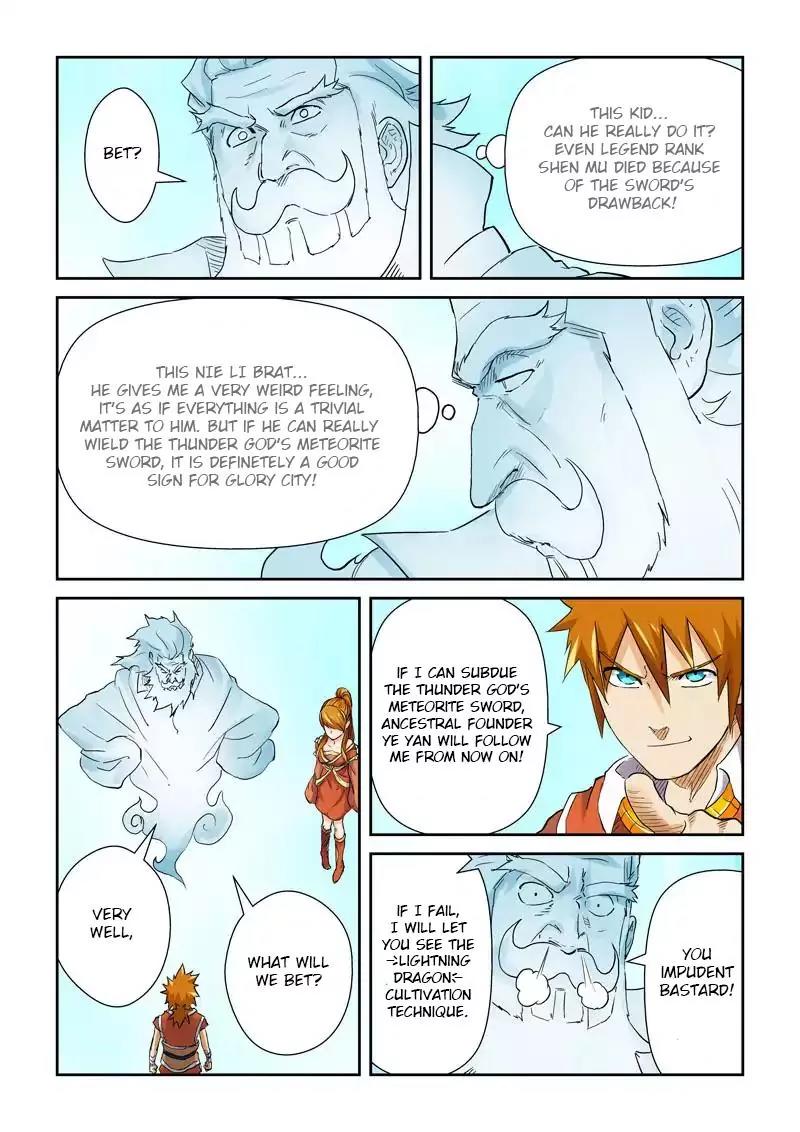 BET?
THIS KID...
CAN HE REALLY DO IT?
EVEN LEGEND RANK
SHEN MU DIED BECAUSE
OF THE SWORD'S
DRAWBACK!
THIS NIE LI BRAT...
HE GIVES ME A VERY WEIRD FEELING,
IT'S AS IF EVERYTHING IS A TRIVIAL
MATTER TO HIM. BUT IF HE CAN REALLY
WIELD THE THUNDER GOD'S METEORITE
SWORD, IT IS DEFINETELY A GOOD
SIGN FOR GLORY CITY!
VERY
WELL,
WHAT WILL
WE BET?
IF I CAN SUBDUE
THE THUNDER GOD'S
METEORITE SWORD,
ANCESTRAL FOUNDER
YE YAN WILL FOLLOW
ME FROM NOW ON!
IF I FAIL,
I WILL LET
YOU SEE THE
-LIGHTNING
DRAGON-
CULTIVATION
TECHNIQUE.
YOU
IMPUDENT
BASTARD!